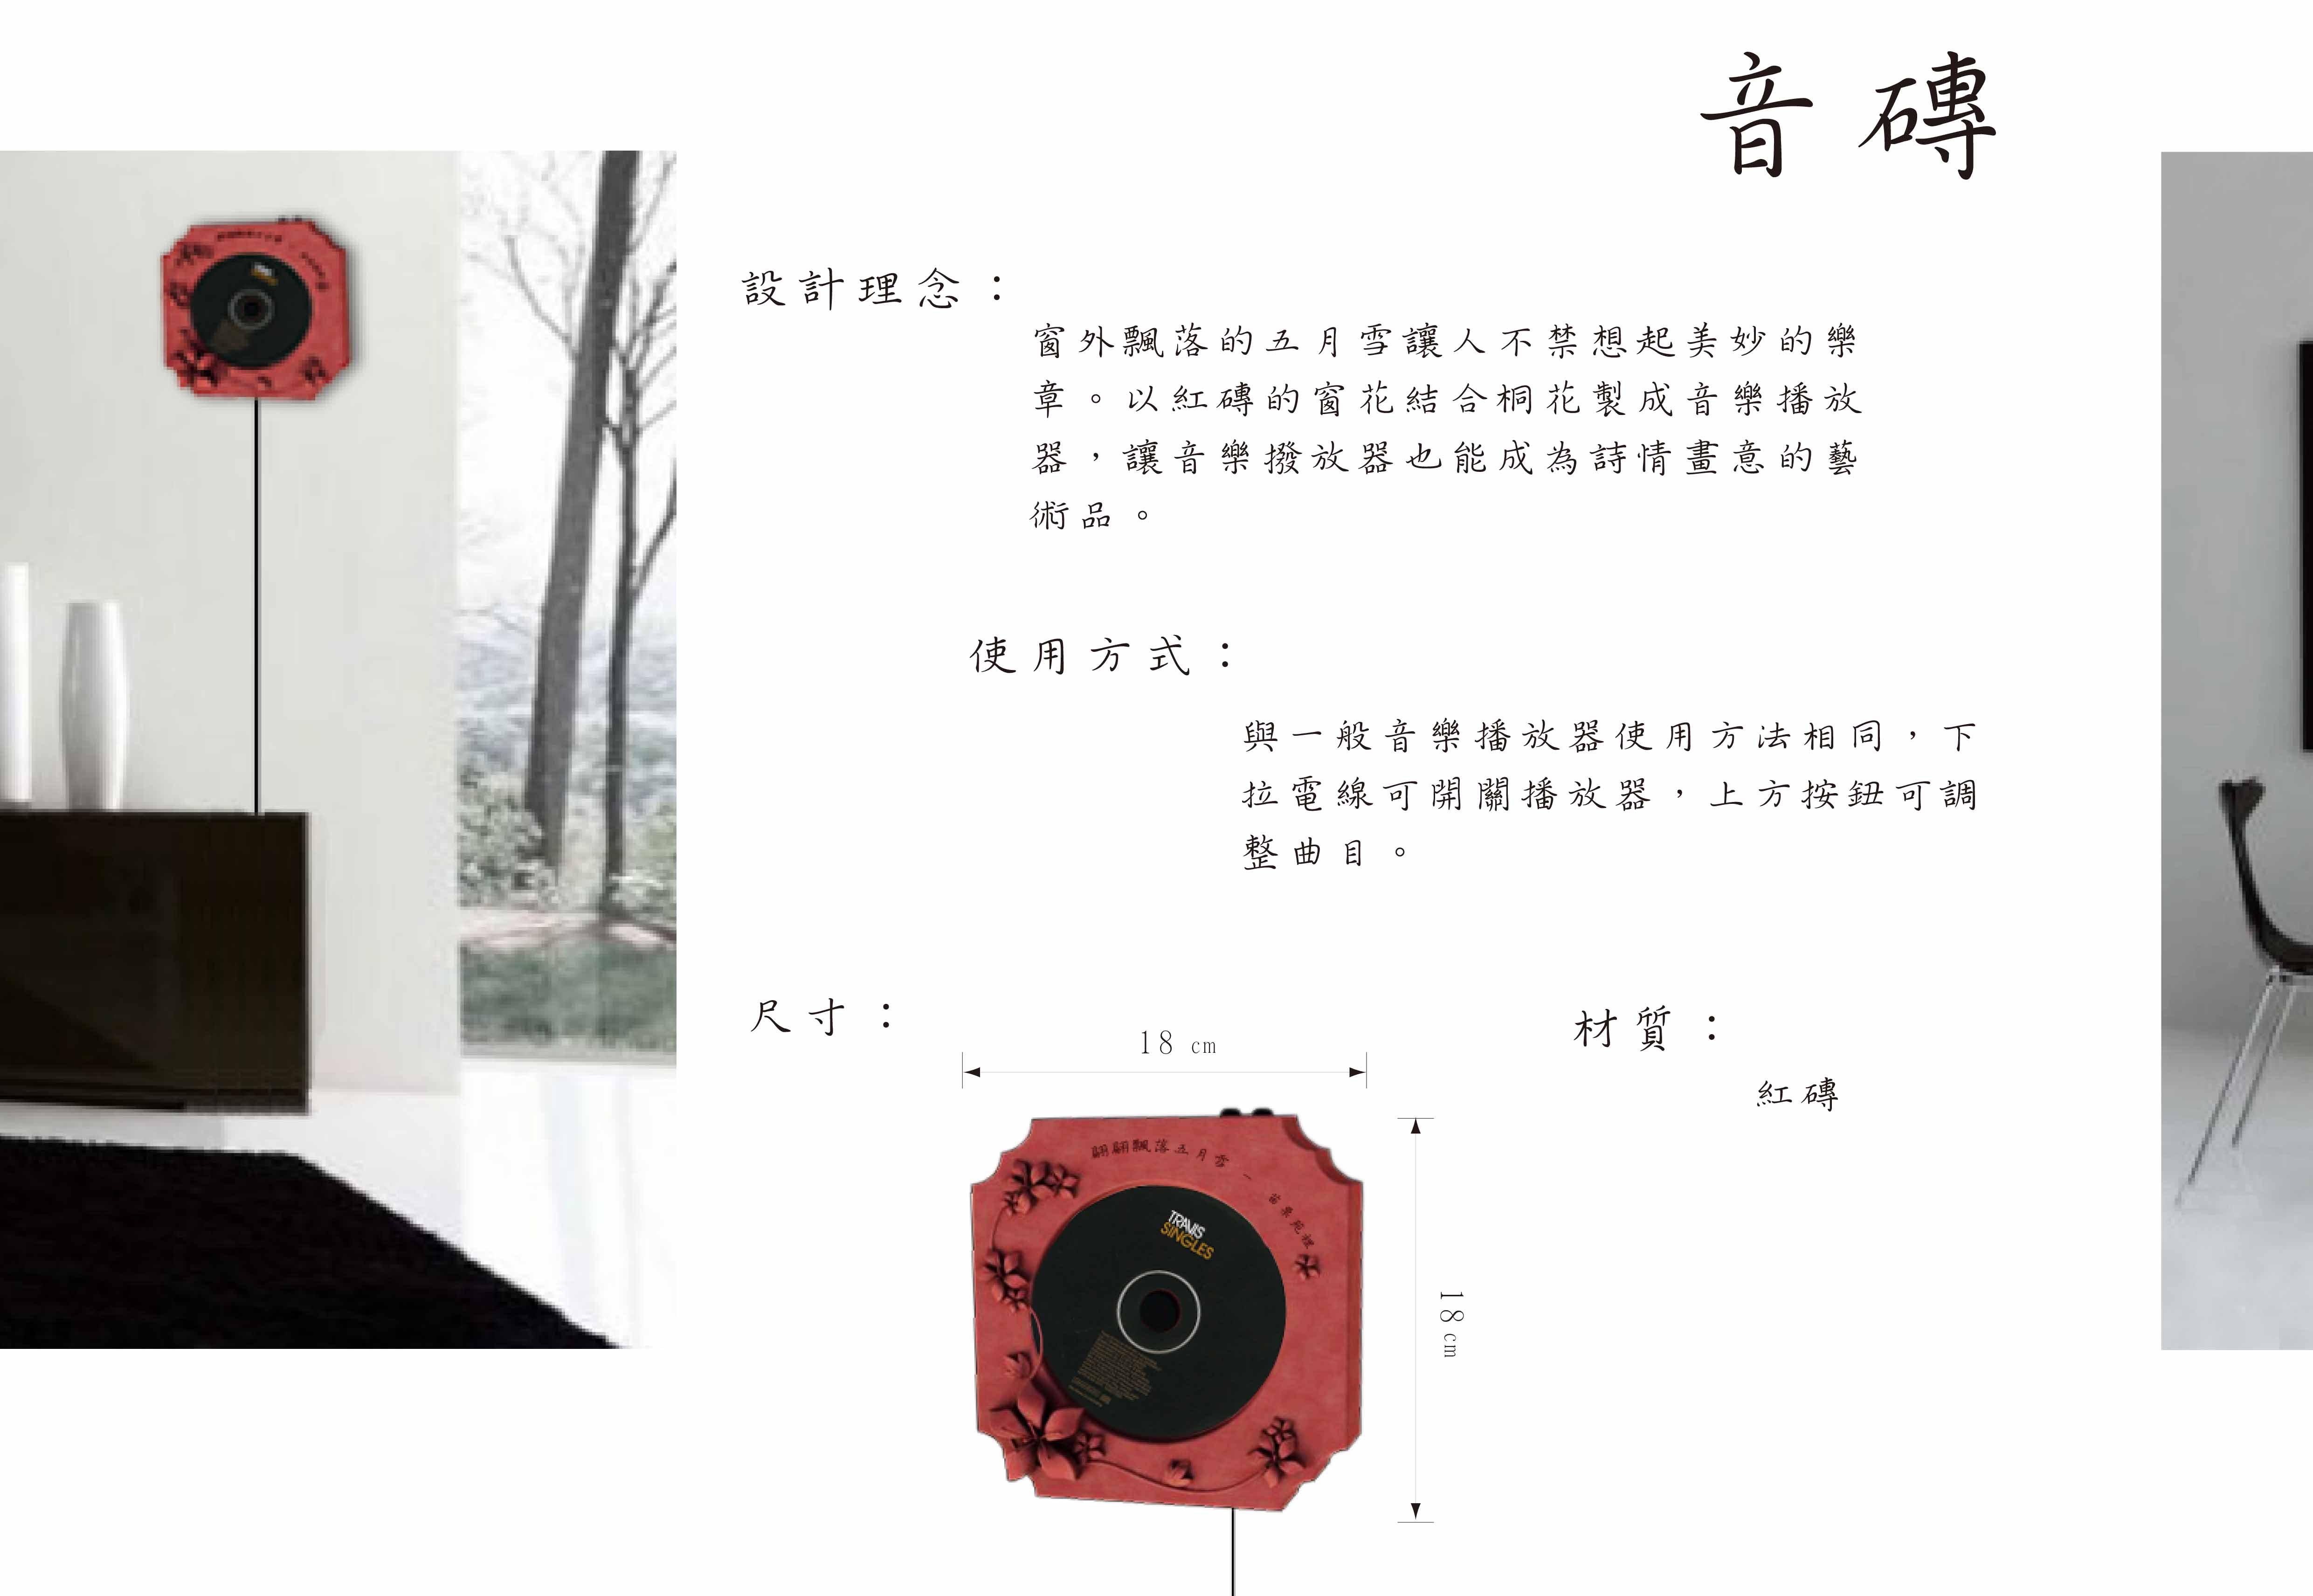 音磚
設計理念：
窗外飄落的五月雪讓人不禁想起美妙的樂
章。以紅磚的窗花結合桐花製成音樂播放
器，讓音樂撥放器也能成為詩情畫意的藝
術品。
使用方式：
與一般音樂播放器使用方法相同，下
拉電線可開關播放器，上方按鈕可調
整曲目。
尺寸：
材質：
18 cm
紅磚
翩翩飄落五月雪 — 苗栗苑裡
TRAVIS
SINGLES
18 cm